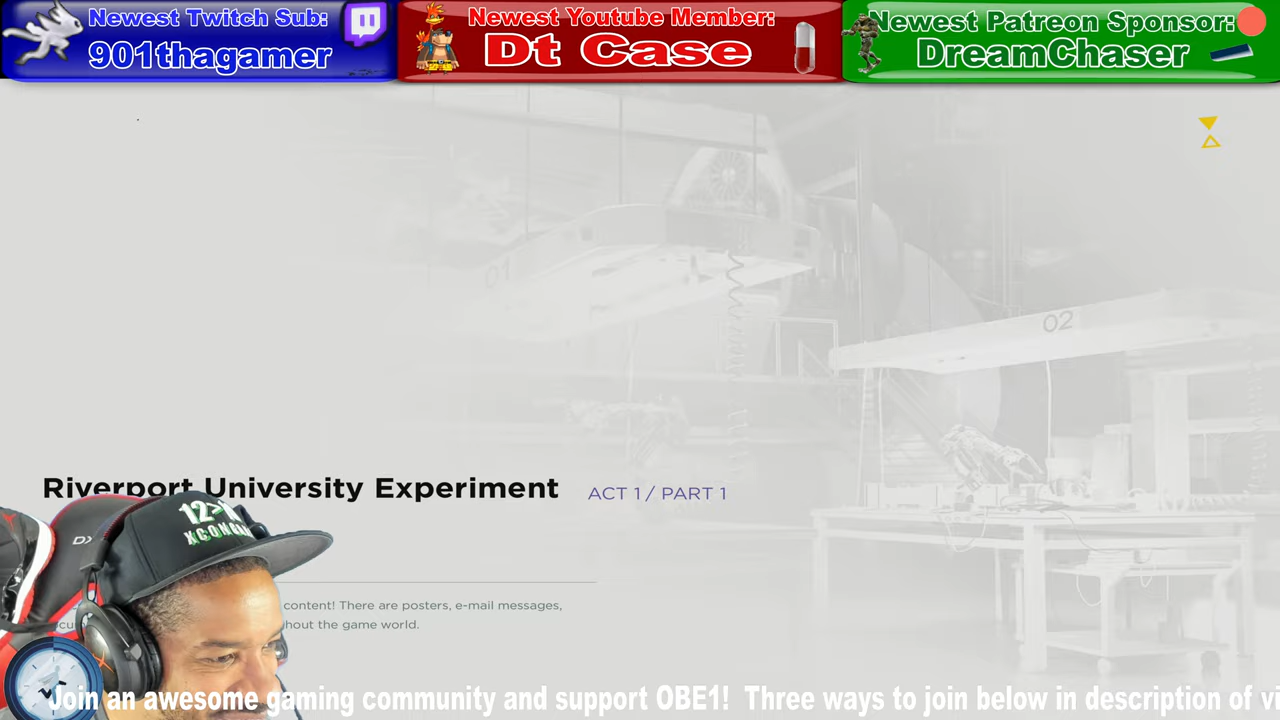 Newest Twitch Sub:
901thagamer
Newest Youtube Member:
Dt Case
Newest Patreon Sponsor:
DreamChaser
01
02
Riverport University Experiment
ACT 1 / PART 1
content! There are posters, e-mail messages,
the game world.
Join an awesome gaming community and support OBE1! Three ways to join below in description of